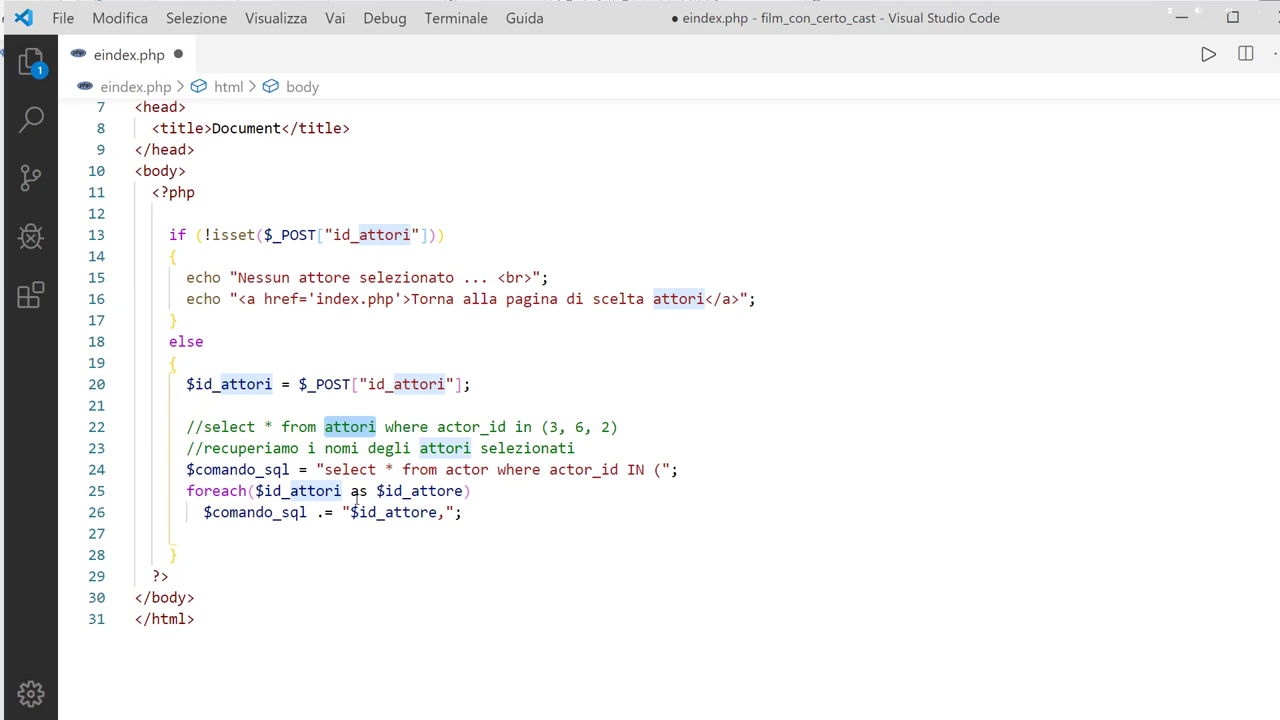 File Modifica Selezione Visualizza Vai Debug Terminale Guida ● eindex.php - film_con_certo_cast - Visual Studio Code
eindex.php
eindex.php > html > body
1
7 <head>
8 <title>Document</title>
9 </head>
10 <body>
11 <?php
12
13 if (!isset($_POST["id_attori"]))
14 {
15 echo "Nessun attore selezionato ... <br>";
16 echo "<a href='index.php'>Torna alla pagina di scelta attori</a>";
17 }
18 else
19 {
20 $id_attori = $_POST["id_attori"];
21
22 //select * from attori where actor_id in (3, 6, 2)
23 //recuperiamo i nomi degli attori selezionati
24 $comando_sql = "select * from actor where actor_id IN (";
25 foreach($id_attori as $id_attore)
26 $comando_sql .= "$id_attore,";
27
28 }
29 ?>
30 </body>
31 </html>